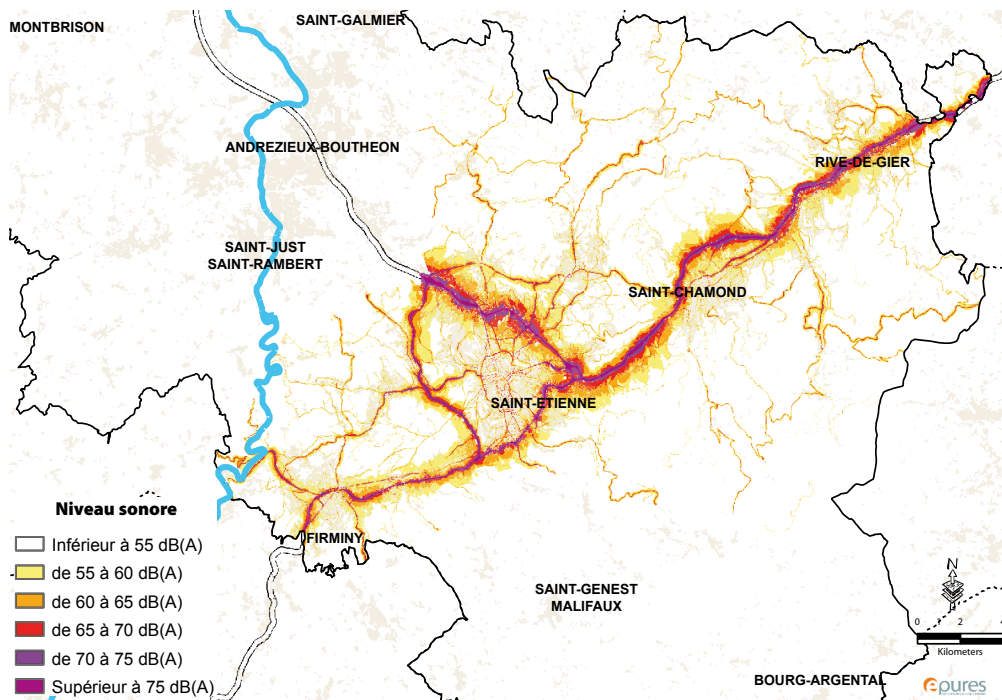 SAINT-GALMIER
MONTBRISON
ANDREZIEUX-BOUTHEON
RIVE-DE-GIER
SAINT-JUST
SAINT-RAMBERT
SAINT-CHAMOND
SAINT-ETIENNE
Niveau sonore
Inférieur à 55 dB(A)
de 55 à 60 dB(A)
de 60 à 65 dB(A)
de 65 à 70 dB(A)
de 70 à 75 dB(A)
Supérieur à 75 dB(A)
FIRMINY
SAINT-GENEST
MALIFAUX
N
0 1 2 4
Kilometers
BOURG-ARGENTAL
epures